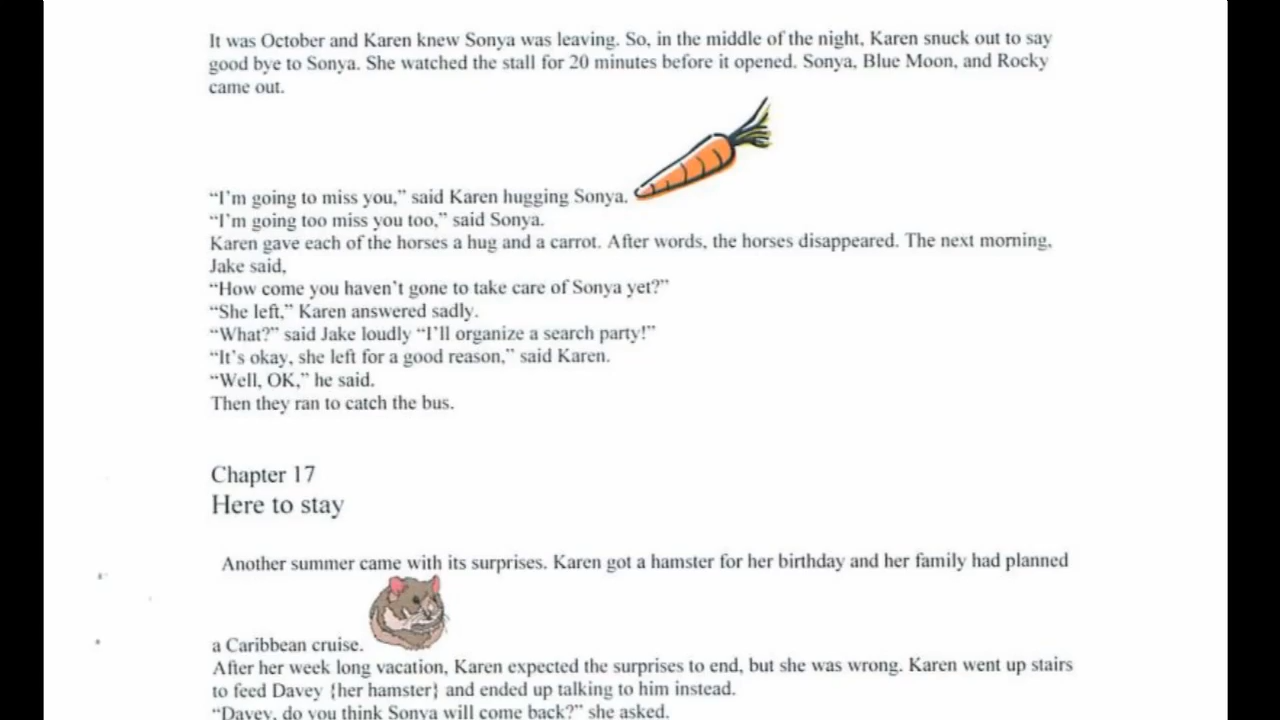 It was October and Karen knew Sonya was leaving. So, in the middle of the night, Karen snuck out to say
good bye to Sonya. She watched the stall for 20 minutes before it opened. Sonya, Blue Moon, and Rocky
came out.
“I’m going to miss you,” said Karen hugging Sonya.
“I’m going too miss you too,” said Sonya.
Karen gave each of the horses a hug and a carrot. After words, the horses disappeared. The next morning,
Jake said,
“How come you haven’t gone to take care of Sonya yet?”
“She left,” Karen answered sadly.
“What?” said Jake loudly “I’ll organize a search party!”
“It’s okay, she left for a good reason,” said Karen.
“Well, OK,” he said.
Then they ran to catch the bus.
Chapter 17
Here to stay
Another summer came with its surprises. Karen got a hamster for her birthday and her family had planned
a Caribbean cruise.
After her week long vacation, Karen expected the surprises to end, but she was wrong. Karen went up stairs
to feed Davey {her hamster} and ended up talking to him instead.
“Davey, do you think Sonya will come back?” she asked.